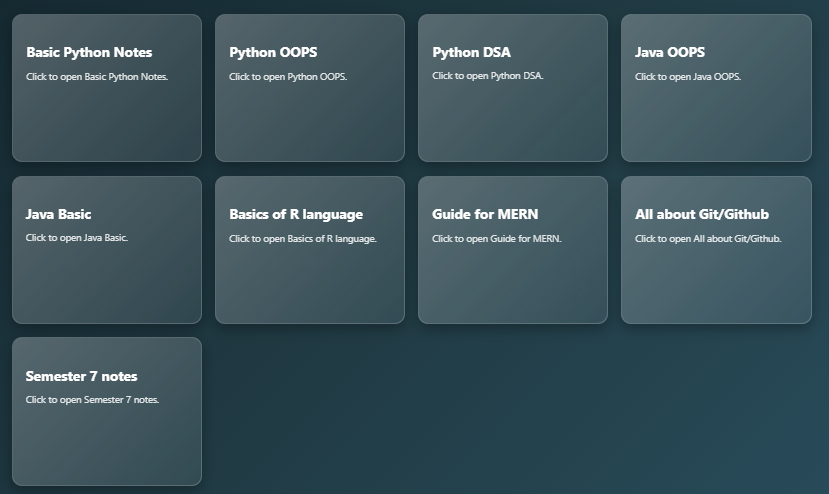 Basic Python Notes
Click to open Basic Python Notes.
Python OOPS
Click to open Python OOPS.
Python DSA
Click to open Python DSA.
Java OOPS
Click to open Java OOPS.
Java Basic
Click to open Java Basic.
Basics of R language
Click to open Basics of R language.
Guide for MERN
Click to open Guide for MERN.
All about Git/Github
Click to open All about Git/Github.
Semester 7 notes
Click to open Semester 7 notes.